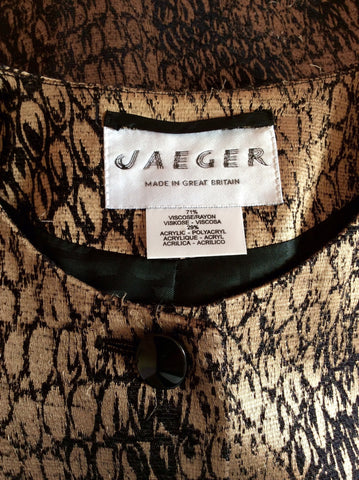 JAEGER
MADE IN GREAT BRITAIN
71%
VISCOSE/RAYON
VISKOSE - VISCOSA
29%
ACRYLIC - POLYACRYL
ACRYLIQUE - ACRYL
ACRILICA - ACRILICO